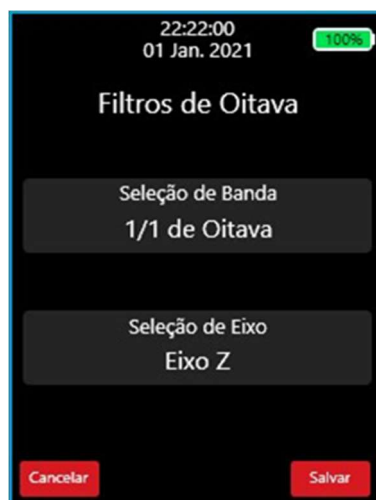 22:22:00
01 Jan. 2021
100%
Filtros de Oitava
Seleção de Banda
1/1 de Oitava
Seleção de Eixo
Eixo Z
Cancelar
Salvar